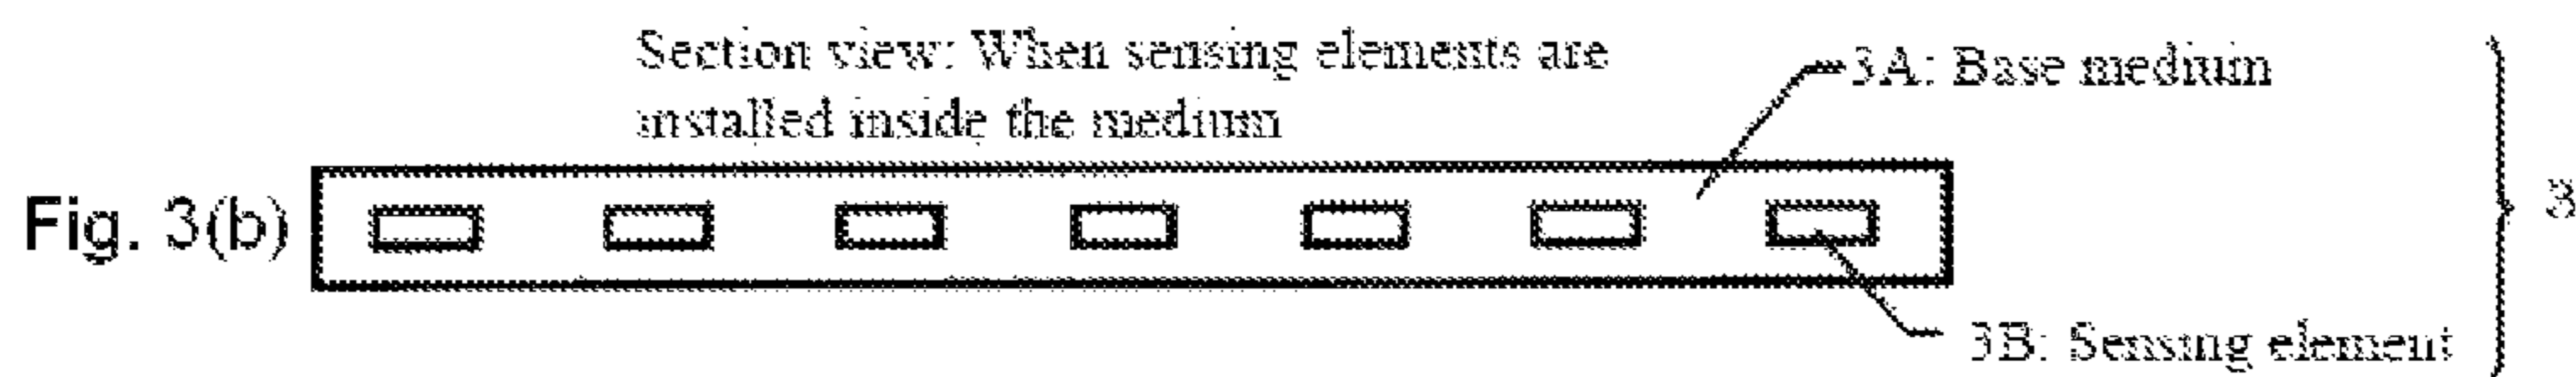 Section view: When sensing elements are
installed inside the medium
3A: Base medium
Fig. 3(b)
3
3B: Sensing element